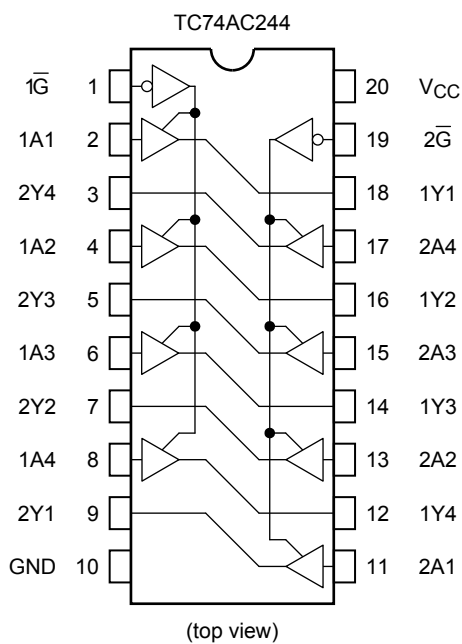 TC74AC244
1G̅ 1 20 VCC
1A1 2 19 2G̅
2Y4 3 18 1Y1
1A2 4 17 2A4
2Y3 5 16 1Y2
1A3 6 15 2A3
2Y2 7 14 1Y3
1A4 8 13 2A2
2Y1 9 12 1Y4
GND 10 11 2A1
(top view)